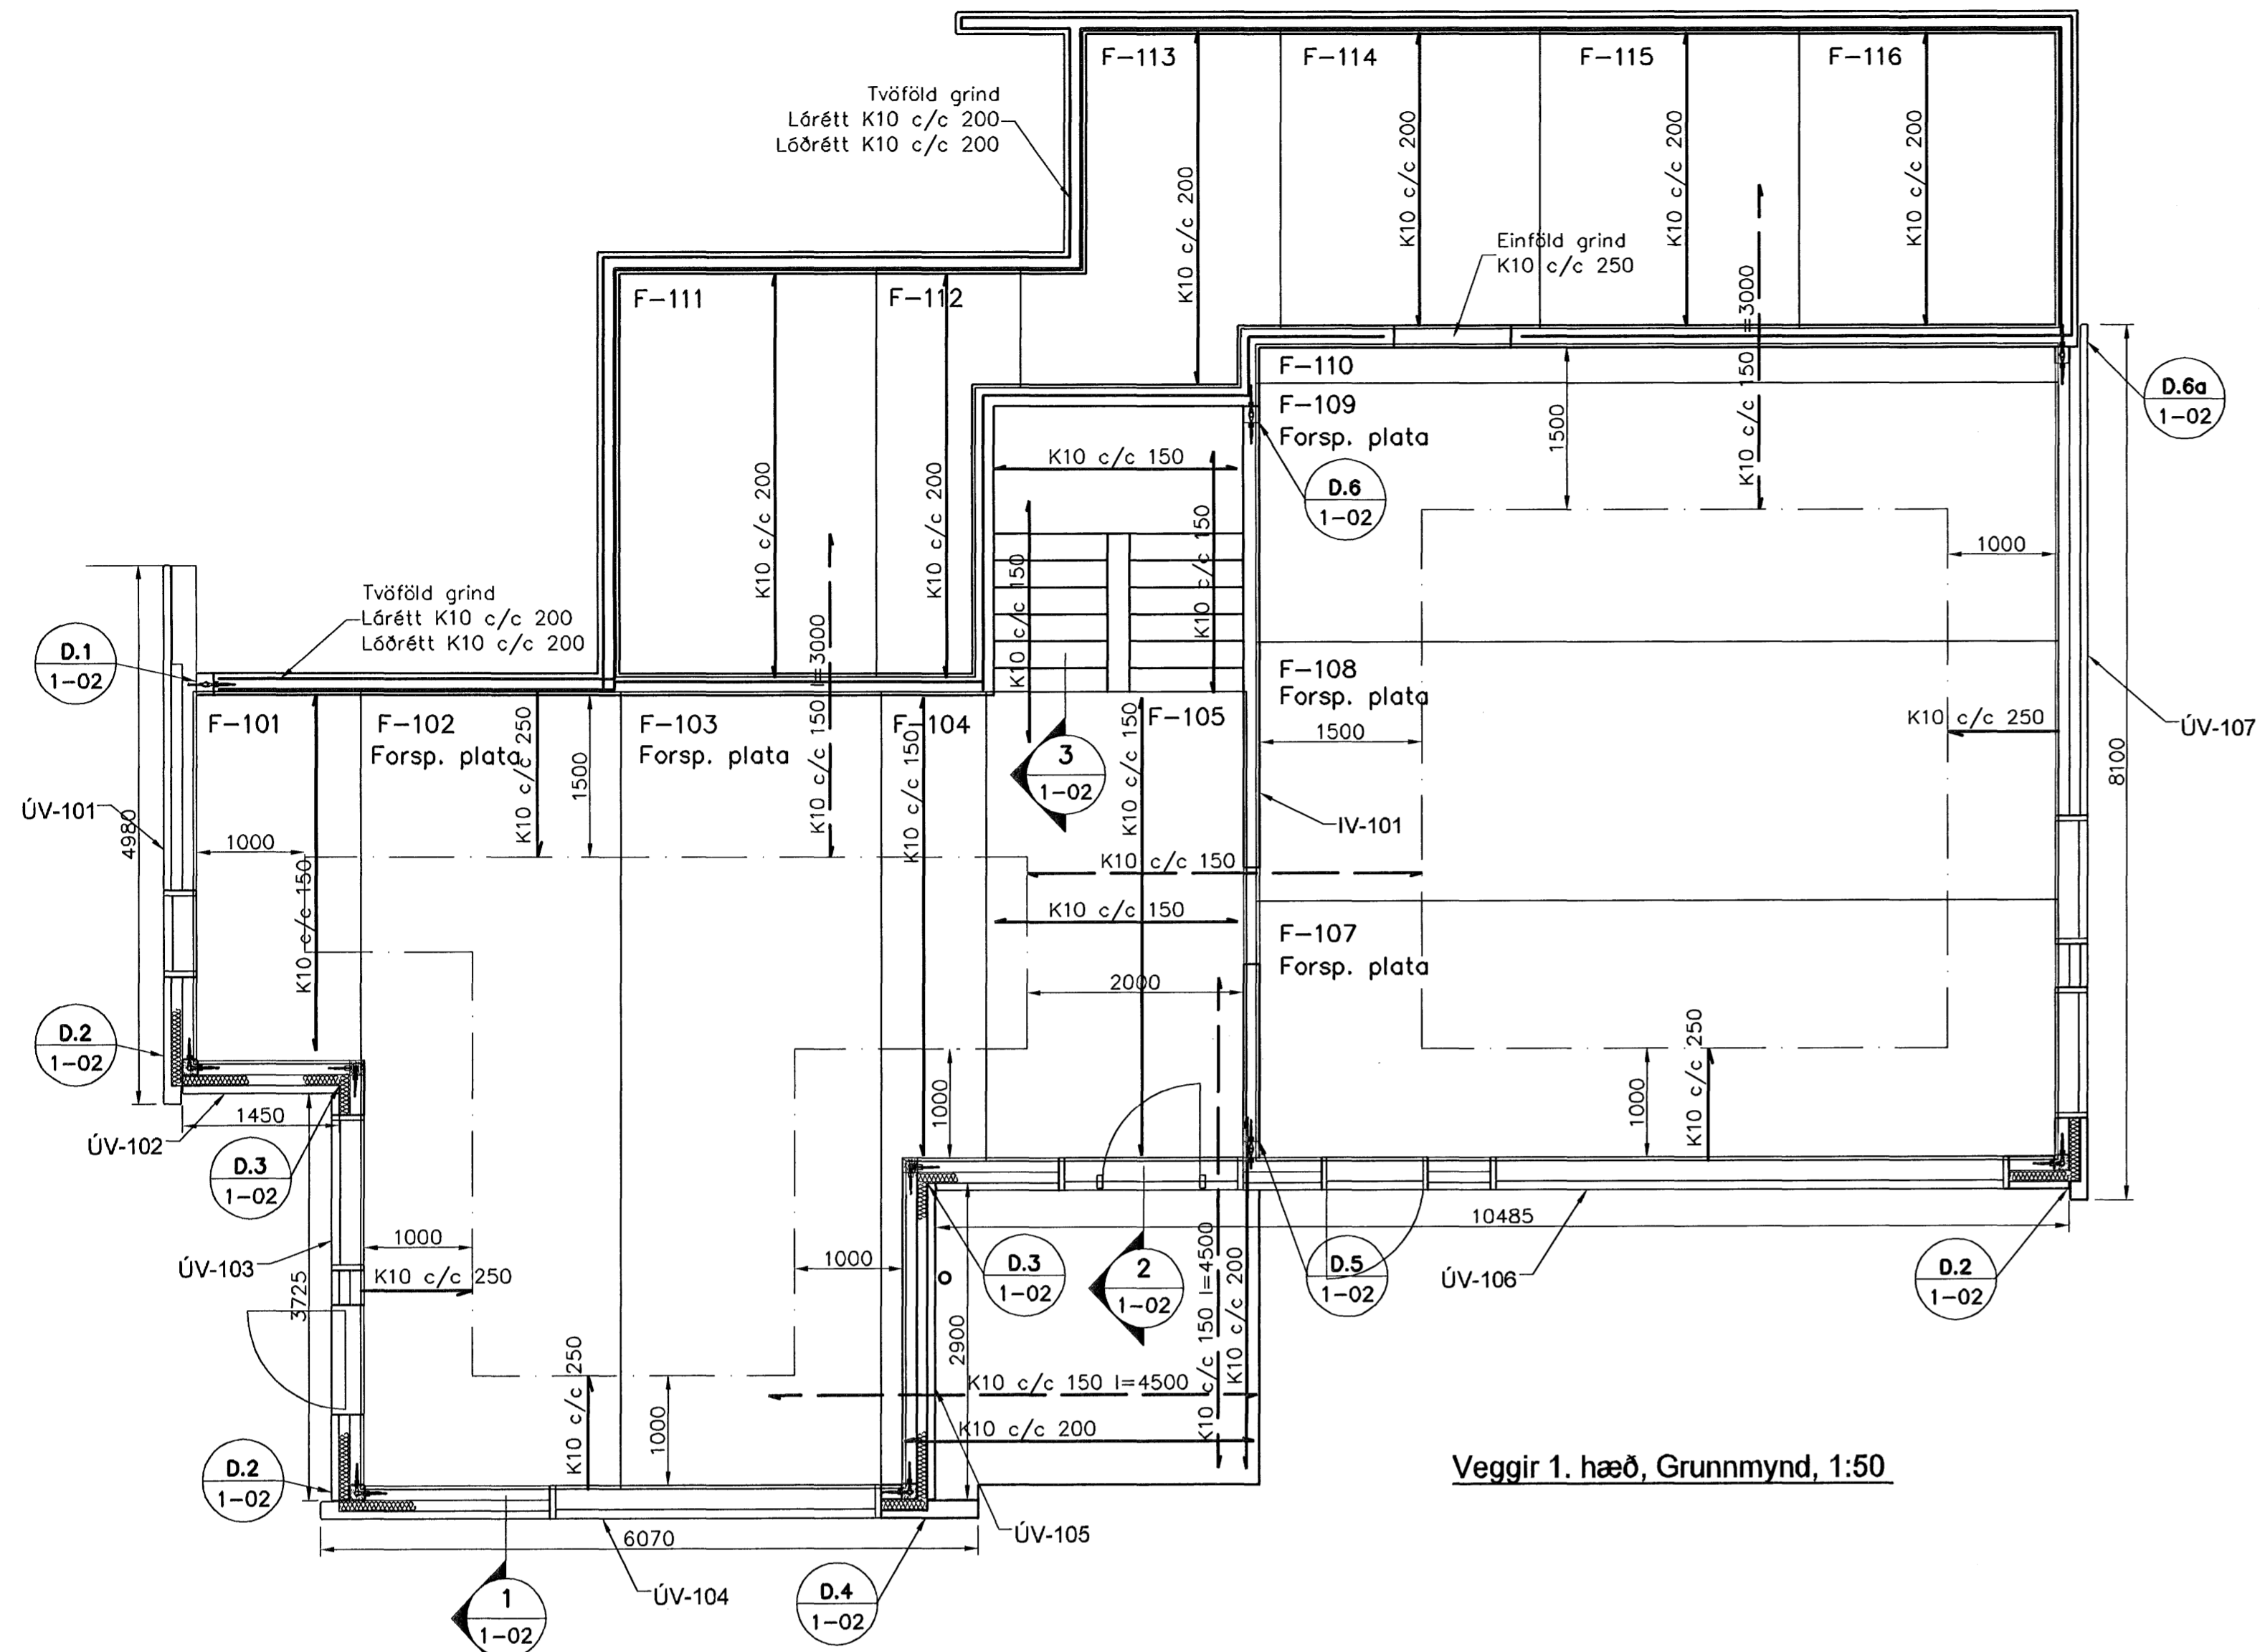 F-113
F-114
F-115
F-116
Tvöföld grind
Lárétt K10 c/c 200
Lóðrétt K10 c/c 200
K10 c/c 200
K10 c/c 200
K10 c/c 200
K10 c/c 200
Einföld grind
K10 c/c 250
F-111
F-112
K10 c/c 150 l=3000
F-110
F-109
Forsp. plata
1500
D.6a
1-02
K10 c/c 150
D.6
1-02
K10 c/c 200
K10 c/c 200
K10 c/c 150
K10 c/c 150
1000
Tvöföld grind
Lárétt K10 c/c 200
Lóðrétt K10 c/c 200
D.1
1-02
K10 c/c 150 l=3000
F-108
Forsp. plata
F-101
F-102
Forsp. plata
F-103
Forsp. plata
F-104
F-105
K10 c/c 250
1500
K10 c/c 150
K10 c/c 150
3
1-02
1500
K10 c/c 250
ÚV-107
8100
ÚV-101
4980
1000
K10 c/c 150
IV-101
K10 c/c 150
K10 c/c 150
F-107
Forsp. plata
2000
D.2
1-02
1000
1000
K10 c/c 250
1450
ÚV-102
D.3
1-02
10485
ÚV-103
3725
1000
K10 c/c 250
1000
D.3
1-02
2
1-02
K10 c/c 150 l=4500
K10 c/c 200
D.5
1-02
ÚV-106
D.2
1-02
2900
K10 c/c 250
1000
K10 c/c 150 l=4500
K10 c/c 200
D.2
1-02
Veggir 1. hæð, Grunnmynd, 1:50
6070
ÚV-105
1
1-02
ÚV-104
D.4
1-02